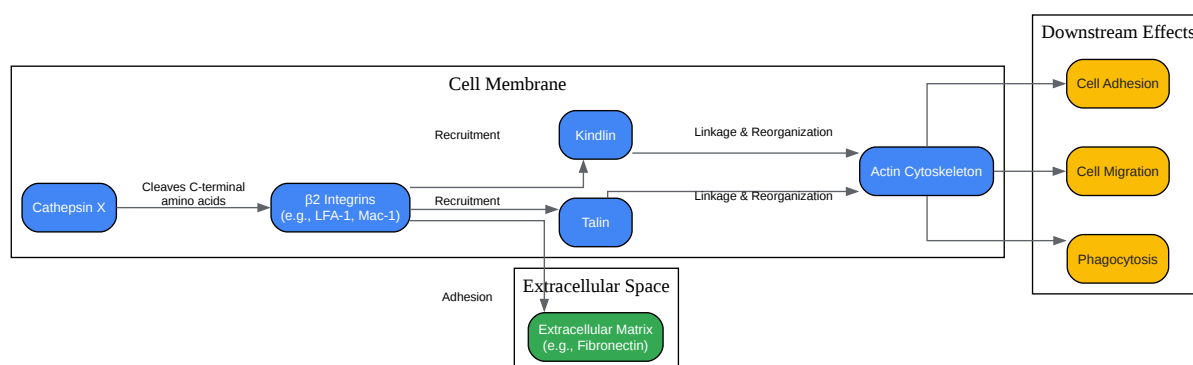 Downstream Effects
Cell Membrane
Cell Adhesion
Recruitment
Kindlin
Linkage & Reorganization
Cathepsin X
Cleaves C-terminal
amino acids
β2 Integrins
(e.g., LFA-1, Mac-1)
Recruitment
Talin
Linkage & Reorganization
Actin Cytoskeleton
Cell Migration
Phagocytosis
Adhesion
Extracellular Space
Extracellular Matrix
(e.g., Fibronectin)